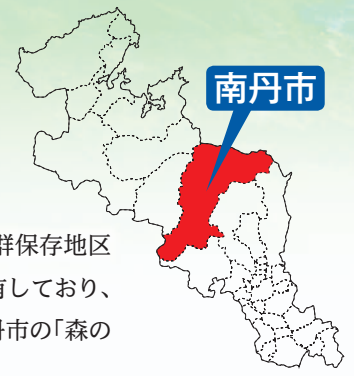 南丹市
群保存地区
有しており、
丹市の「森の